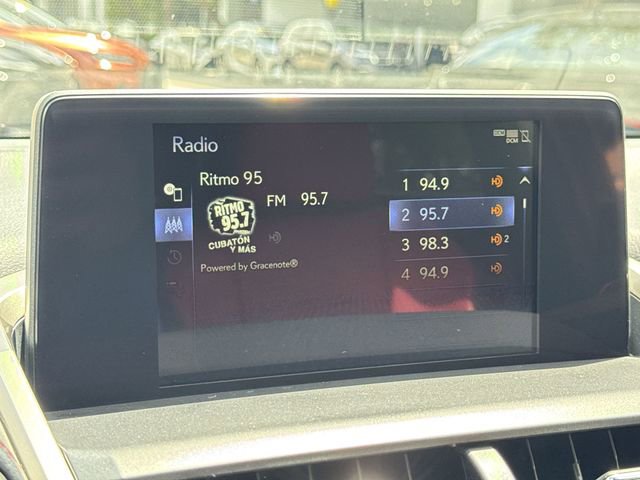 Radio
DCM
Ritmo 95
FM 95.7
RITMO
95.7
CUBATÓN
Y MÁS
Powered by Gracenote®
1 94.9
2 95.7
3 98.3 2
4 94.9